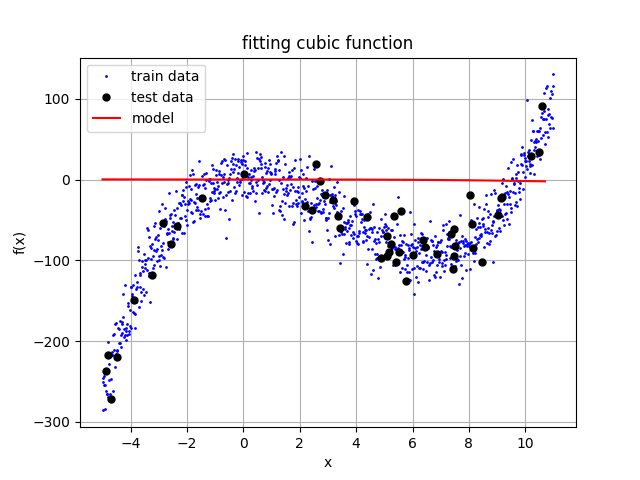 fitting cubic function
train data
test data
model
100
0
−100
−200
−300
f(x)
−4
−2
0
2
4
6
8
10
x